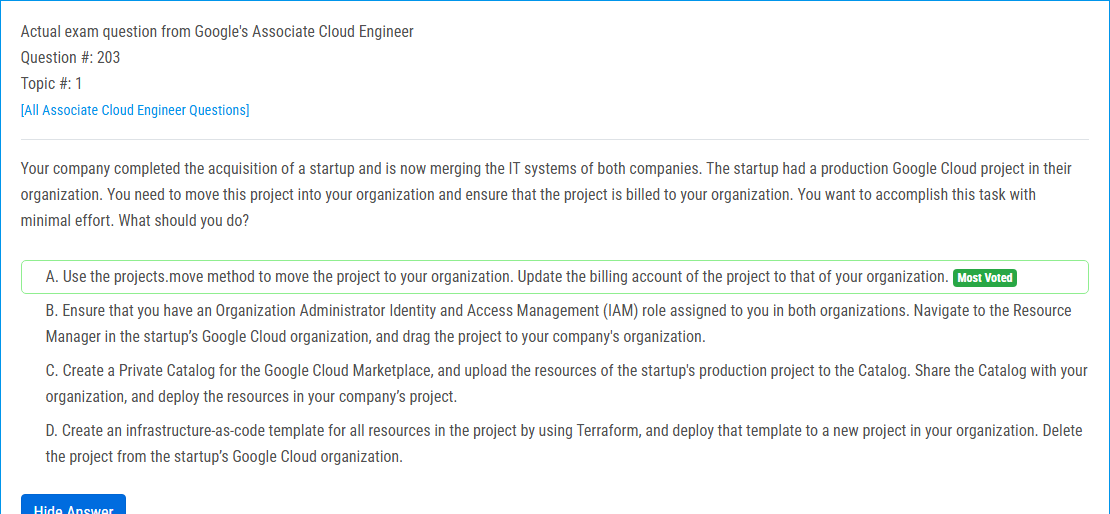 Actual exam question from Google's Associate Cloud Engineer
Question #: 203
Topic #: 1
[All Associate Cloud Engineer Questions]
Your company completed the acquisition of a startup and is now merging the IT systems of both companies. The startup had a production Google Cloud project in their
organization. You need to move this project into your organization and ensure that the project is billed to your organization. You want to accomplish this task with
minimal effort. What should you do?
A. Use the projects.move method to move the project to your organization. Update the billing account of the project to that of your organization. Most Voted
B. Ensure that you have an Organization Administrator Identity and Access Management (IAM) role assigned to you in both organizations. Navigate to the Resource
Manager in the startup’s Google Cloud organization, and drag the project to your company's organization.
C. Create a Private Catalog for the Google Cloud Marketplace, and upload the resources of the startup's production project to the Catalog. Share the Catalog with your
organization, and deploy the resources in your company’s project.
D. Create an infrastructure-as-code template for all resources in the project by using Terraform, and deploy that template to a new project in your organization. Delete
the project from the startup’s Google Cloud organization.
Hide Answer